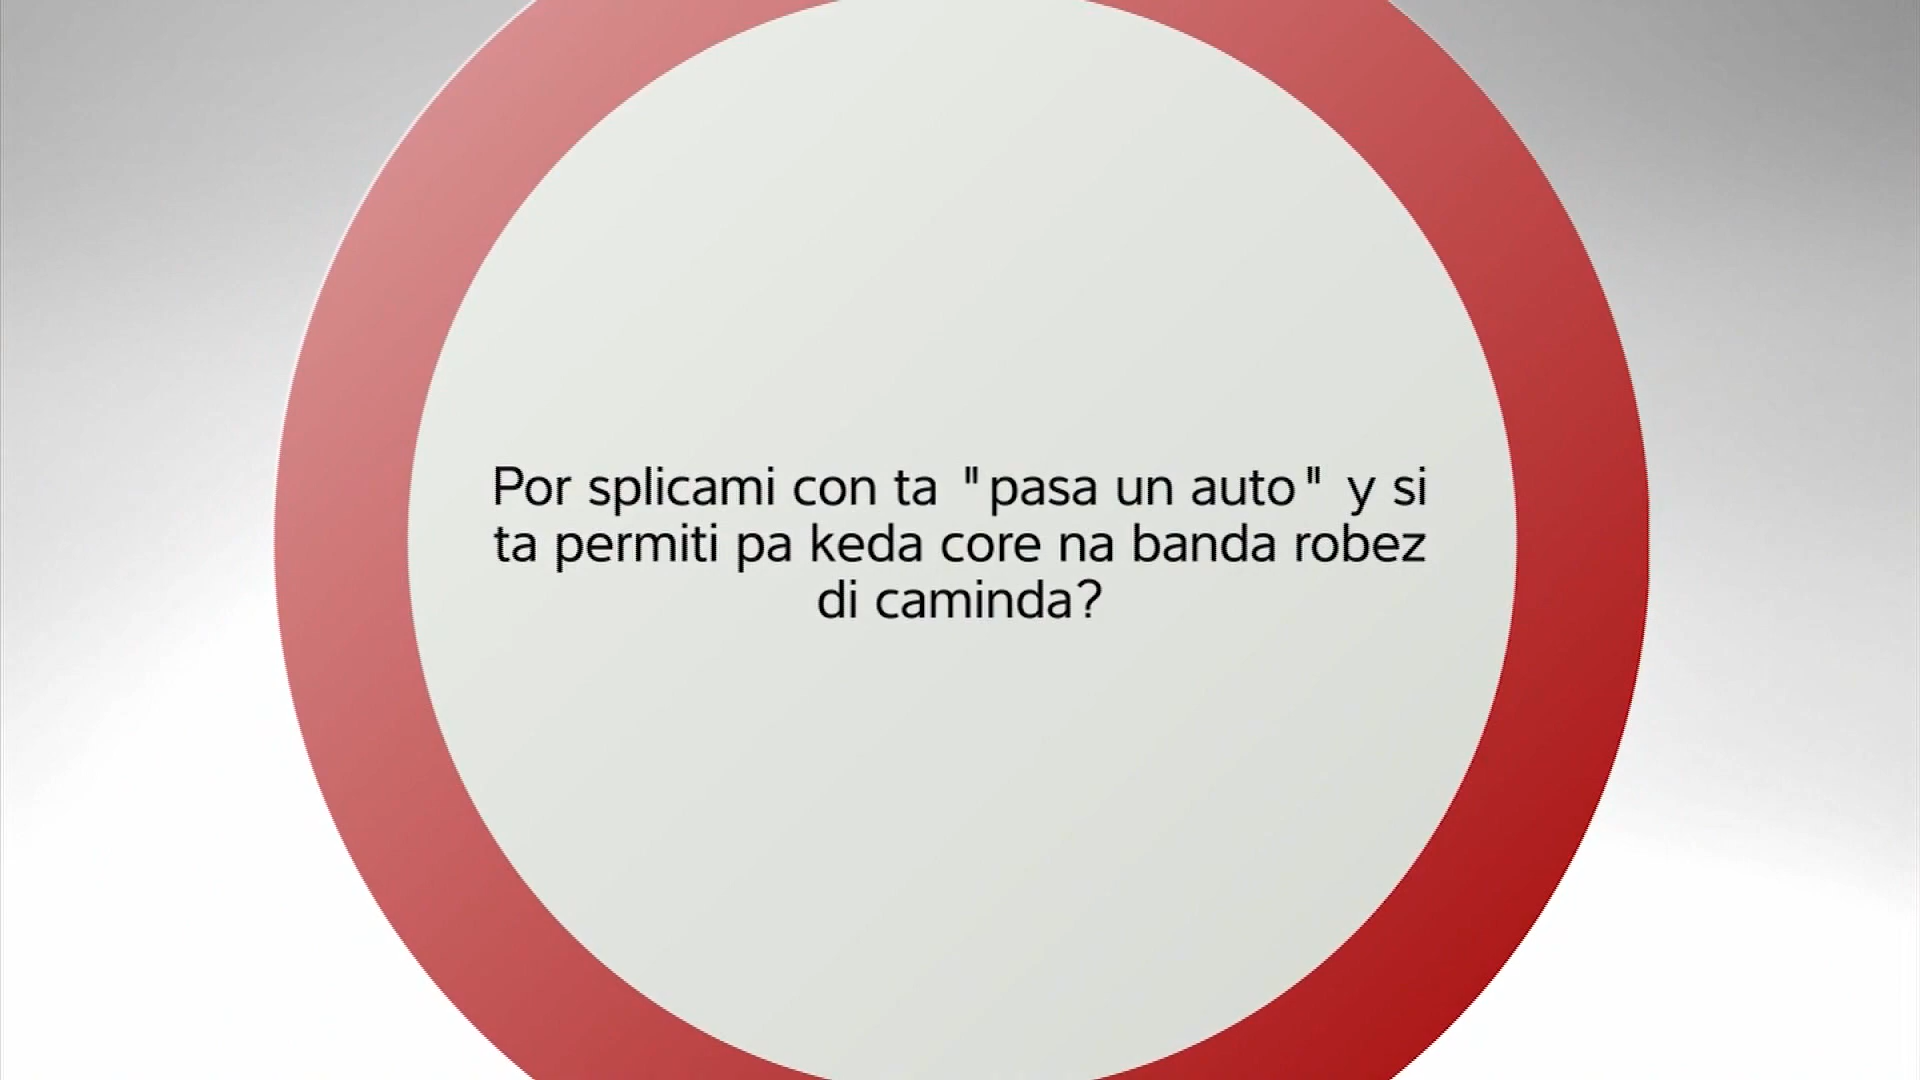 Por splicami con ta "pasa un auto" y si
ta permiti pa keda core na banda robez
di caminda?